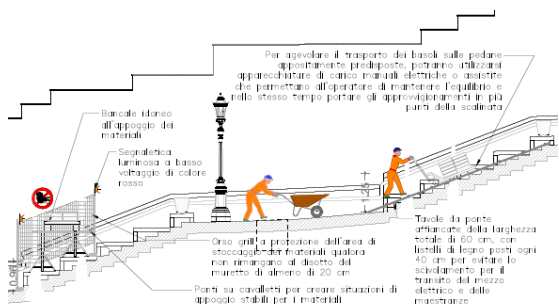 Per agevolare il trasporto dei basoli sulle pedane
appositamente predisposte, potranno utilizzarsi
apparecchiature di carico manuali elettriche o assistite
che permettano all'operatore di mantenere l'equilibrio e
nello stesso tempo portare gli approvvigionamenti in più
punti della scalinata
Bancale idoneo
all'appoggio dei
materiali
Segnaletica
luminosa a basso
voltaggio di colore
rosso
1.25
Orso grill a protezione dell'area di
stoccaggio dei materiali qualora
non rimangano al disotto del
muretto di almeno di 20 cm
Ponti su cavalletti per creare situazioni di
appoggio stabili per i materiali
Tavole da ponte
affiancate della larghezza
totale di 60 cm, con
listelli di legno posti ogni
40 cm per evitare lo
scivolamento per il
transito del mezzo
elettrico e delle
maestranze